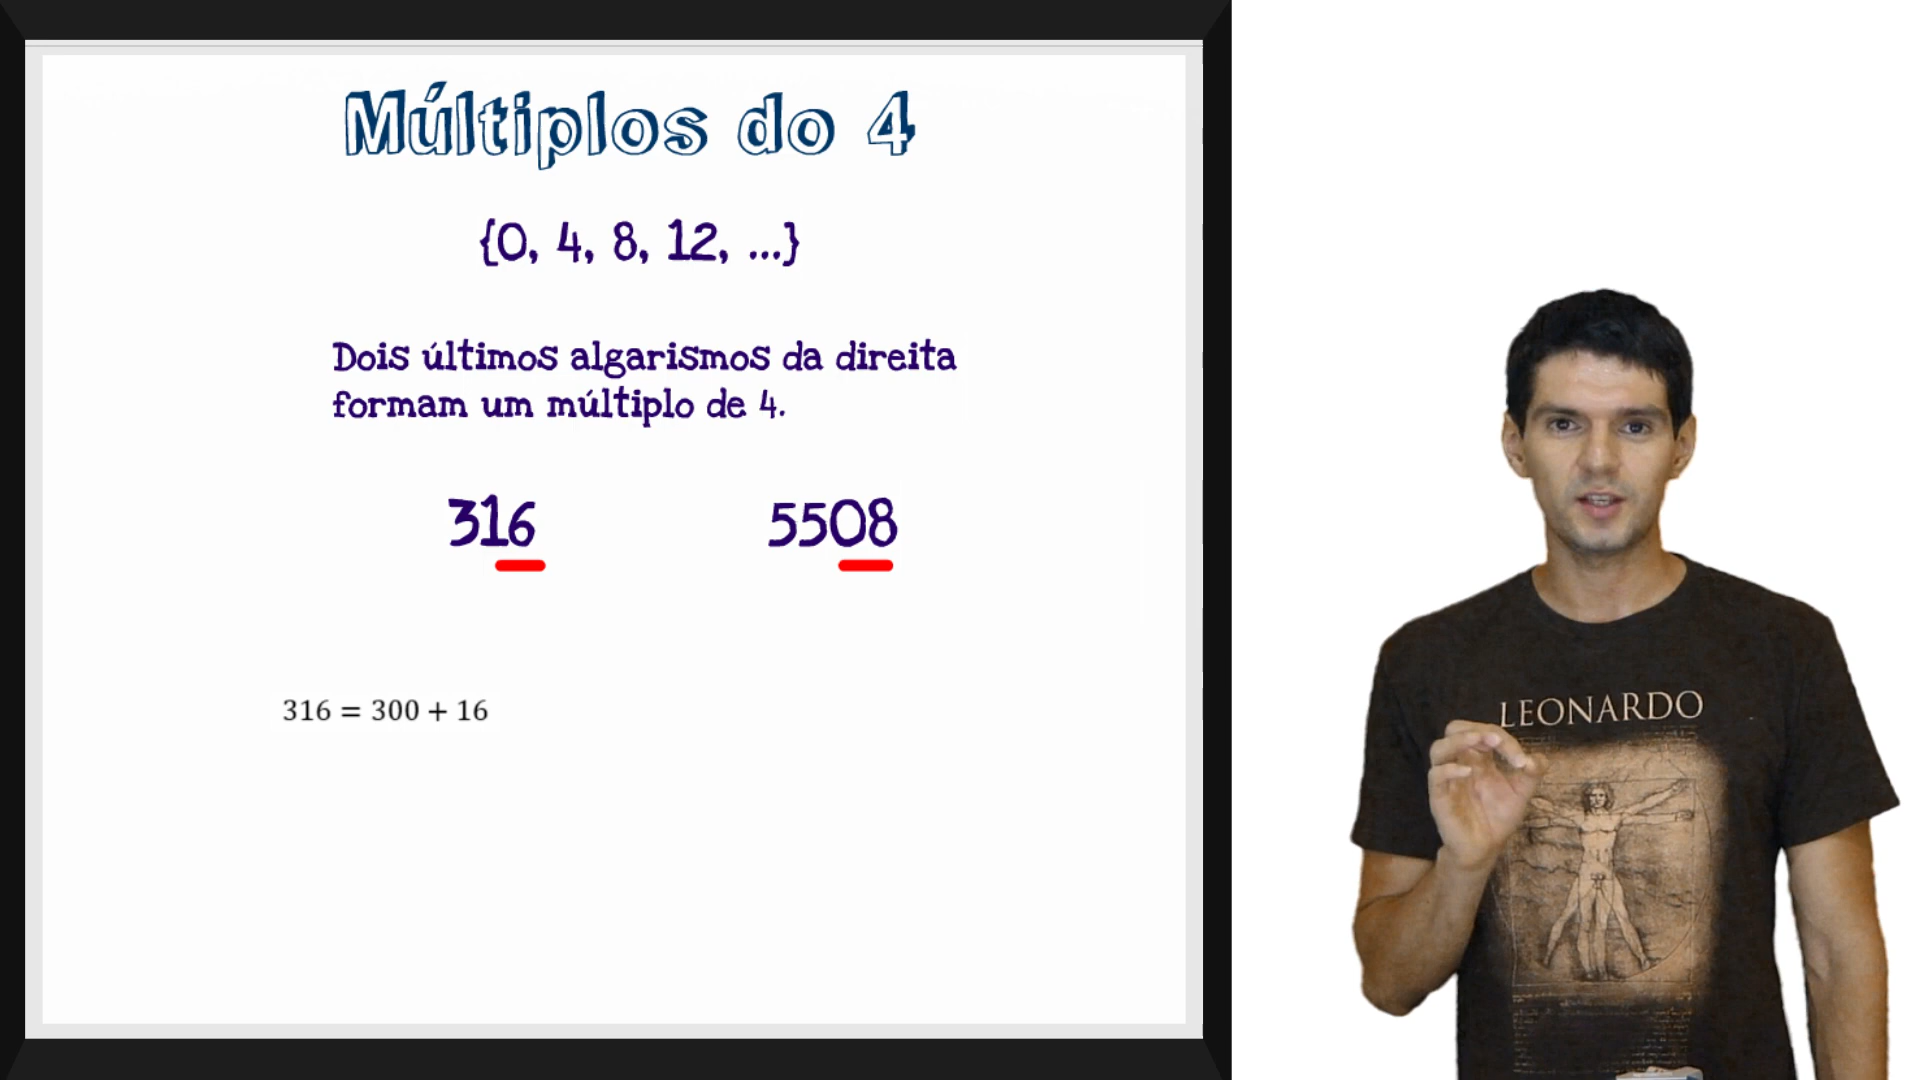 Múltiplos do 4
{0, 4, 8, 12, ...}
Dois últimos algarismos da direita
formam um múltiplo de 4.
316
5508
316 = 300 + 16
LEONARDO